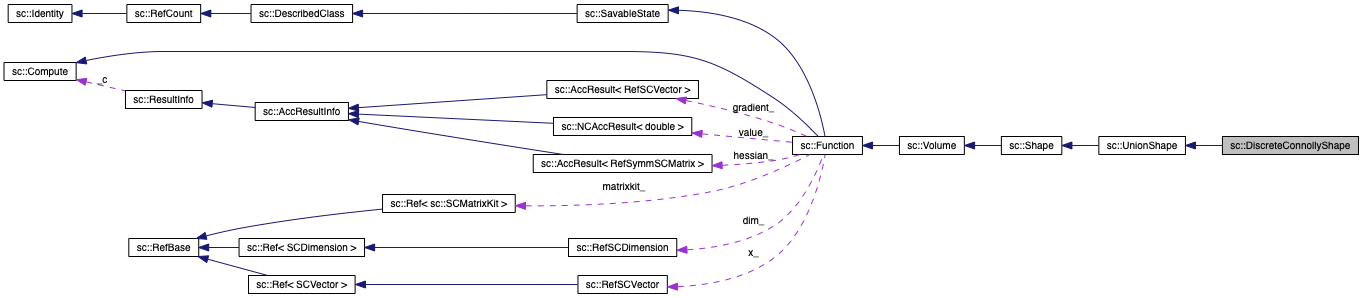 sc::Identity
sc::RefCount
sc::DescribedClass
sc::SavableState
sc::Compute
_c
sc::ResultInfo
sc::AccResultInfo
sc::AccResult< RefSCVector >
gradient_
sc::NCAccResult< double >
value_
sc::AccResult< RefSymmSCMatrix >
hessian_
sc::Function
sc::Volume
sc::Shape
sc::UnionShape
sc::DiscreteConnollyShape
matrixkit_
sc::Ref< sc::SCMatrixKit >
dim_
sc::RefBase
sc::Ref< SCDimension >
sc::RefSCDimension
x_
sc::Ref< SCVector >
sc::RefSCVector